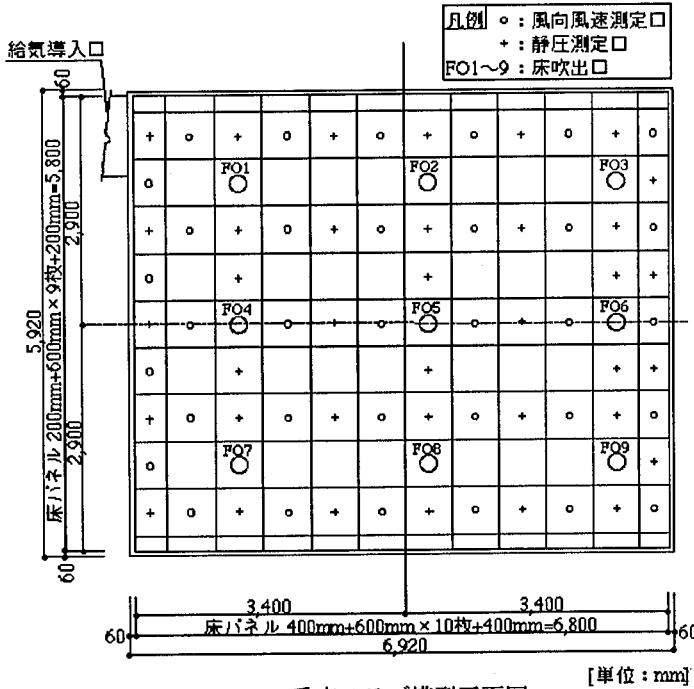 凡例 ○：風向風速測定口
＋：静圧測定口
FO1～9：床吹出口
給気導入口
60
FO1
FO2
FO3
FO4
FO5
FO6
FO7
FO8
FO9
5,920
床パネル 200mm+600mm×9枚+200mm=5,800
2,900
2,900
60
3,400
3,400
60
床パネル 400mm+600mm×10枚+400mm=6,800
60
6,920
[単位：mm]